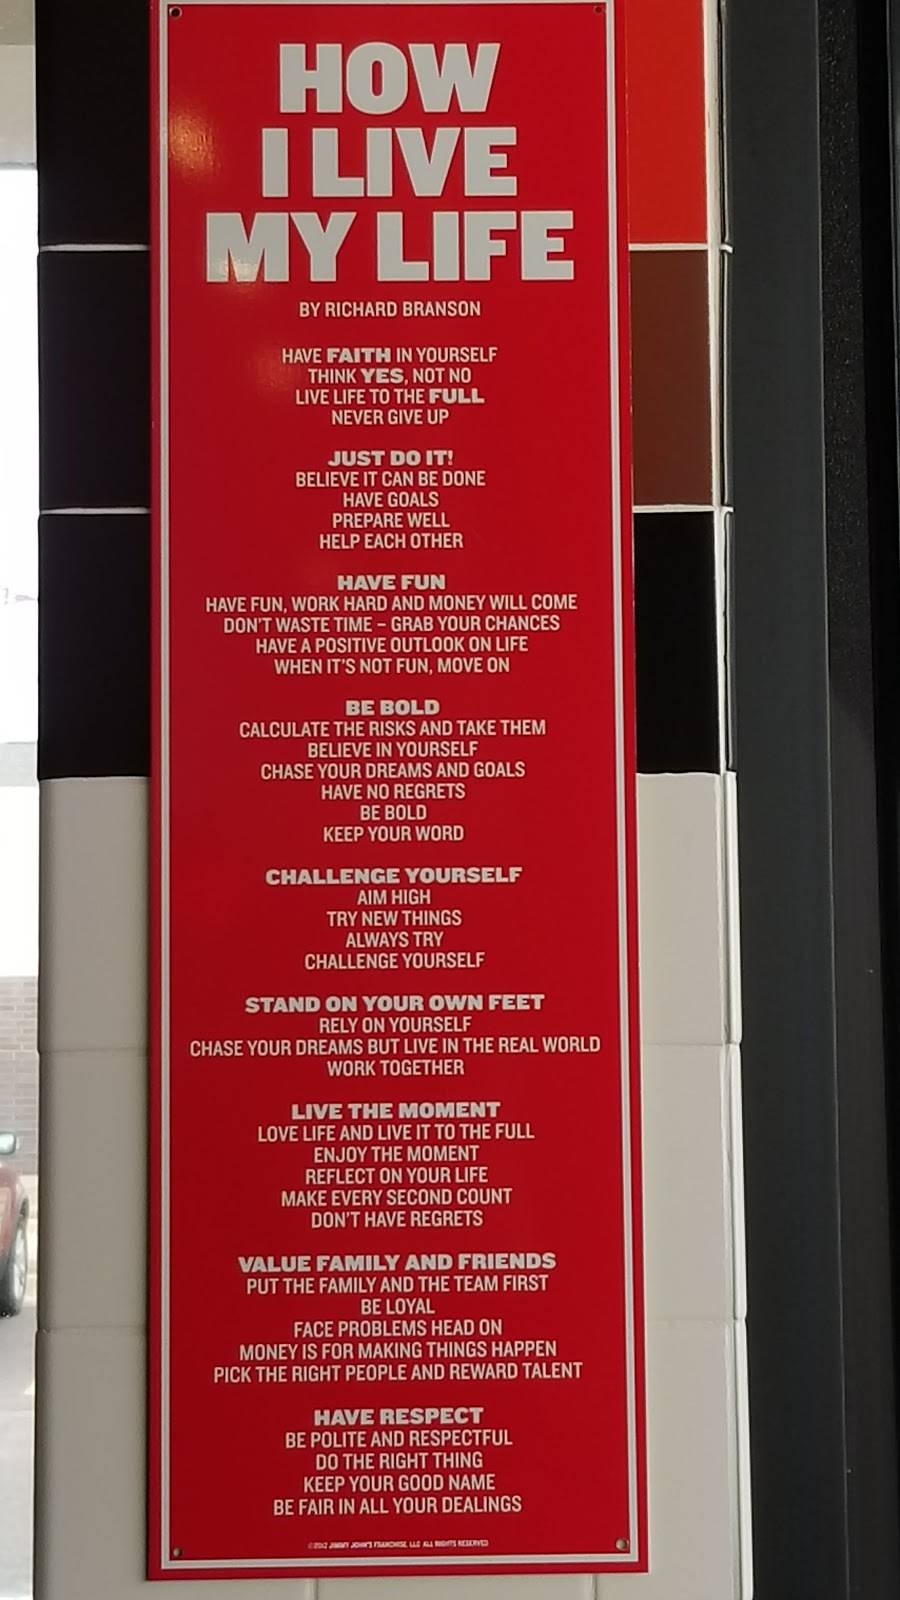 HOW
I LIVE
MY LIFE
BY RICHARD BRANSON
HAVE FAITH IN YOURSELF
THINK YES, NOT NO
LIVE LIFE TO THE FULL
NEVER GIVE UP
JUST DO IT!
BELIEVE IT CAN BE DONE
HAVE GOALS
PREPARE WELL
HELP EACH OTHER
HAVE FUN
HAVE FUN, WORK HARD AND MONEY WILL COME
DON'T WASTE TIME – GRAB YOUR CHANCES
HAVE A POSITIVE OUTLOOK ON LIFE
WHEN IT'S NOT FUN, MOVE ON
BE BOLD
CALCULATE THE RISKS AND TAKE THEM
BELIEVE IN YOURSELF
CHASE YOUR DREAMS AND GOALS
HAVE NO REGRETS
BE BOLD
KEEP YOUR WORD
CHALLENGE YOURSELF
AIM HIGH
TRY NEW THINGS
ALWAYS TRY
CHALLENGE YOURSELF
STAND ON YOUR OWN FEET
RELY ON YOURSELF
CHASE YOUR DREAMS BUT LIVE IN THE REAL WORLD
WORK TOGETHER
LIVE THE MOMENT
LOVE LIFE AND LIVE IT TO THE FULL
ENJOY THE MOMENT
REFLECT ON YOUR LIFE
MAKE EVERY SECOND COUNT
DON'T HAVE REGRETS
VALUE FAMILY AND FRIENDS
PUT THE FAMILY AND THE TEAM FIRST
BE LOYAL
FACE PROBLEMS HEAD ON
MONEY IS FOR MAKING THINGS HAPPEN
PICK THE RIGHT PEOPLE AND REWARD TALENT
HAVE RESPECT
BE POLITE AND RESPECTFUL
DO THE RIGHT THING
KEEP YOUR GOOD NAME
BE FAIR IN ALL YOUR DEALINGS
©2012 JIMMY JOHN'S FRANCHISE, LLC ALL RIGHTS RESERVED